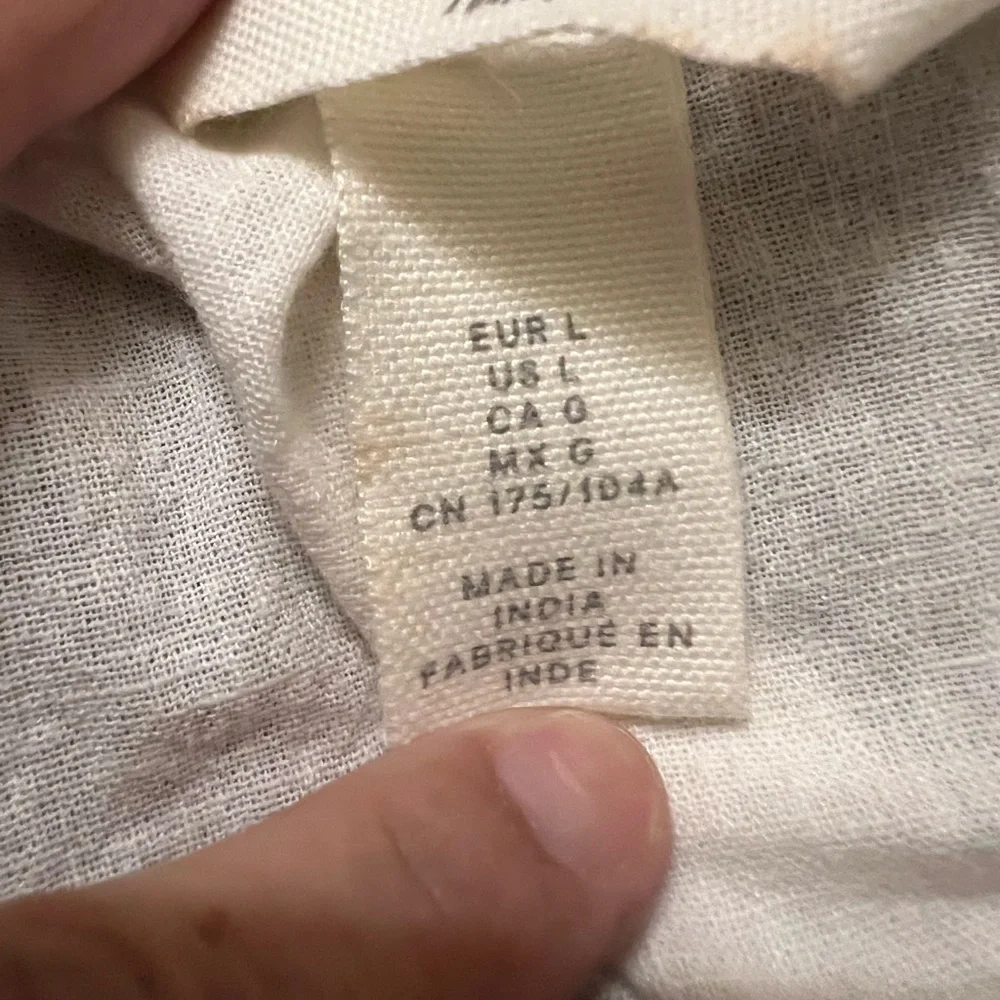 EUR L
US L
CA G
MX G
CN 175/104A
MADE IN
INDIA
FABRIQUÉ EN
INDE